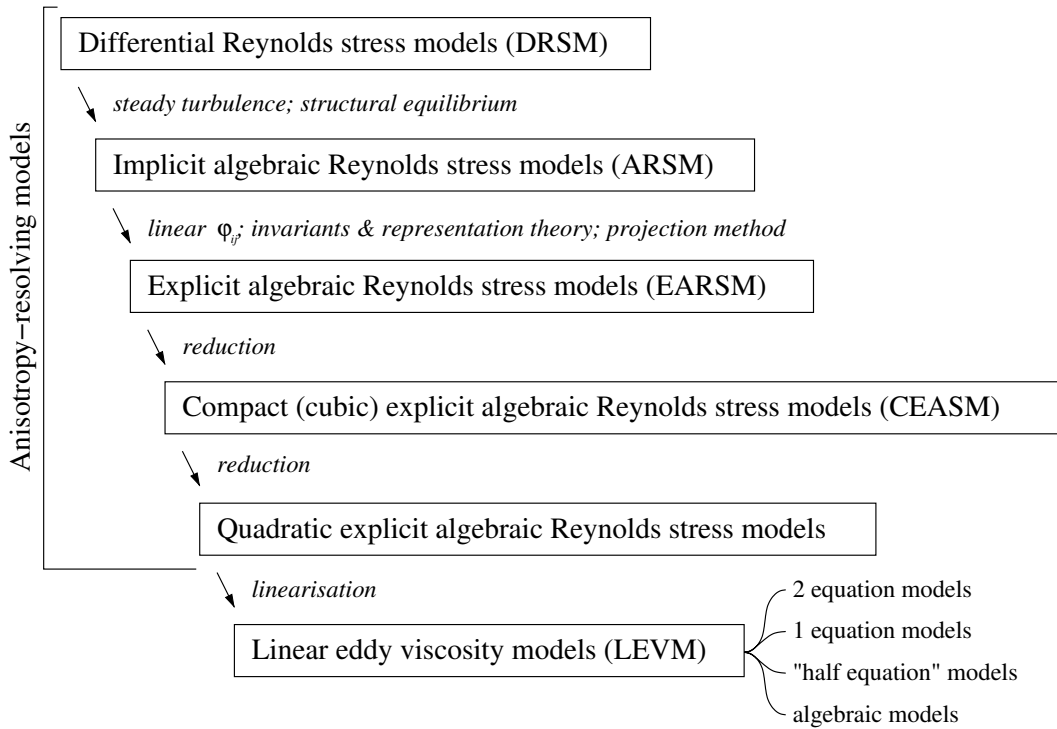 Anisotropy−resolving models
Differential Reynolds stress models (DRSM)
steady turbulence; structural equilibrium
Implicit algebraic Reynolds stress models (ARSM)
linear φij; invariants & representation theory; projection method
Explicit algebraic Reynolds stress models (EARSM)
reduction
Compact (cubic) explicit algebraic Reynolds stress models (CEASM)
reduction
Quadratic explicit algebraic Reynolds stress models
linearisation
Linear eddy viscosity models (LEVM)
2 equation models
1 equation models
"half equation" models
algebraic models